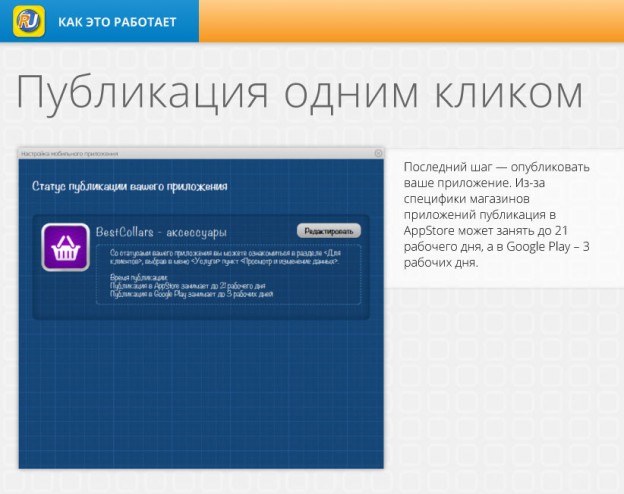 RU
КАК ЭТО РАБОТАЕТ
Публикация одним кликом
Настройка мобильного приложения
Статус публикации вашего приложения
BestCollars - аксессуары
Редактировать
Со статусами вашего приложения вы можете ознакомиться в разделе «Для
клиентов», выбрав в меню «Услуги» пункт «Просмотр и изменение данных».
Время публикации:
Публикация в AppStore занимает до 21 рабочего дня
Публикация в Google Play занимает до 3 рабочих дней
Последний шаг — опубликовать
ваше приложение. Из-за
специфики магазинов
приложений публикация в
AppStore может занять до 21
рабочего дня, а в Google Play – 3
рабочих дня.